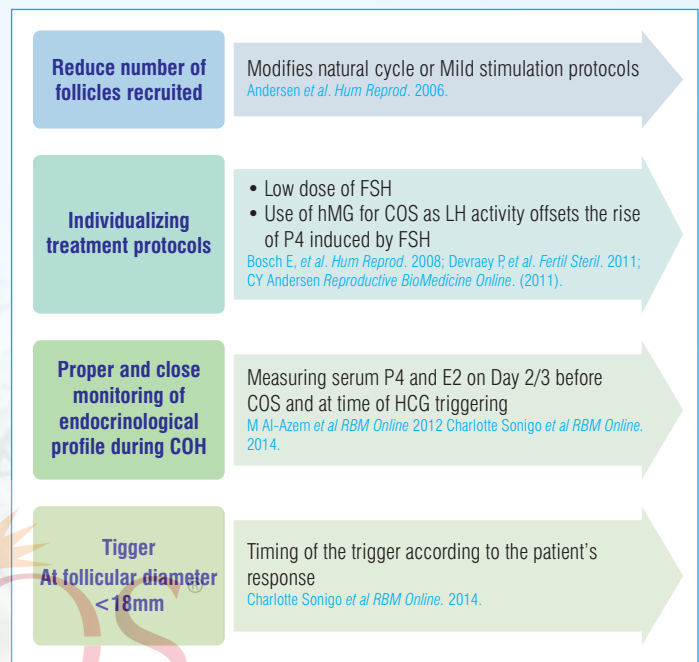 Reduce number of
follicles recruited
Modifies natural cycle or Mild stimulation protocols
Andersen et al. Hum Reprod. 2006.
Individualizing
treatment protocols
• Low dose of FSH
• Use of hMG for COS as LH activity offsets the rise
of P4 induced by FSH
Bosch E, et al. Hum Reprod. 2008; Devraey P, et al. Fertil Steril. 2011;
CY Andersen Reproductive BioMedicine Online. (2011).
Proper and close
monitoring of
endocrinological
profile during COH
Measuring serum P4 and E2 on Day 2/3 before
COS and at time of HCG triggering
M Al-Azem et al RBM Online 2012 Charlotte Sonigo et al RBM Online.
2014.
Tigger
At follicular diameter
<18mm
®
Timing of the trigger according to the patient's
response
Charlotte Sonigo et al RBM Online. 2014.